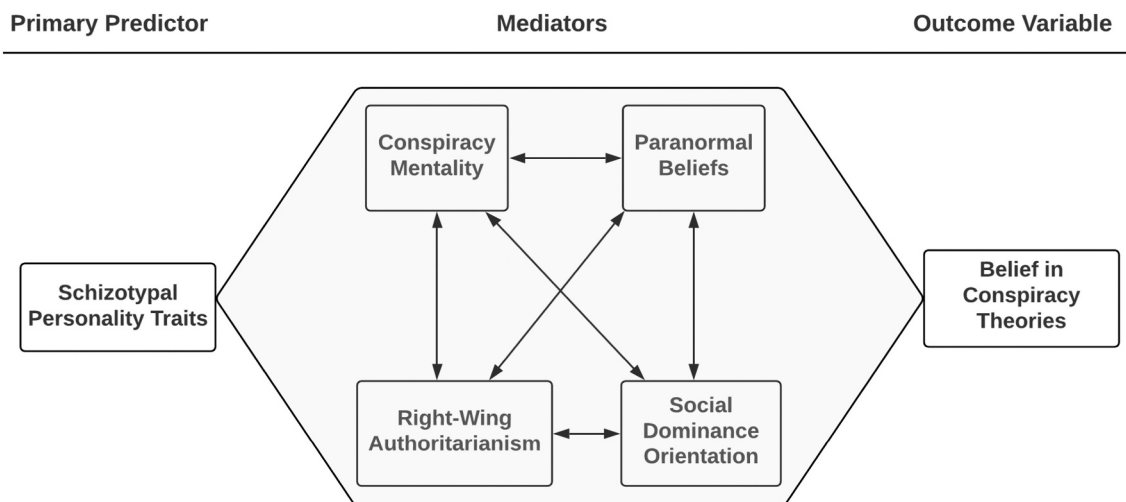 Primary Predictor
Mediators
Outcome Variable
Conspiracy
Mentality
Paranormal
Beliefs
Schizotypal
Personality Traits
Belief in
Conspiracy
Theories
Right-Wing
Authoritarianism
Social
Dominance
Orientation